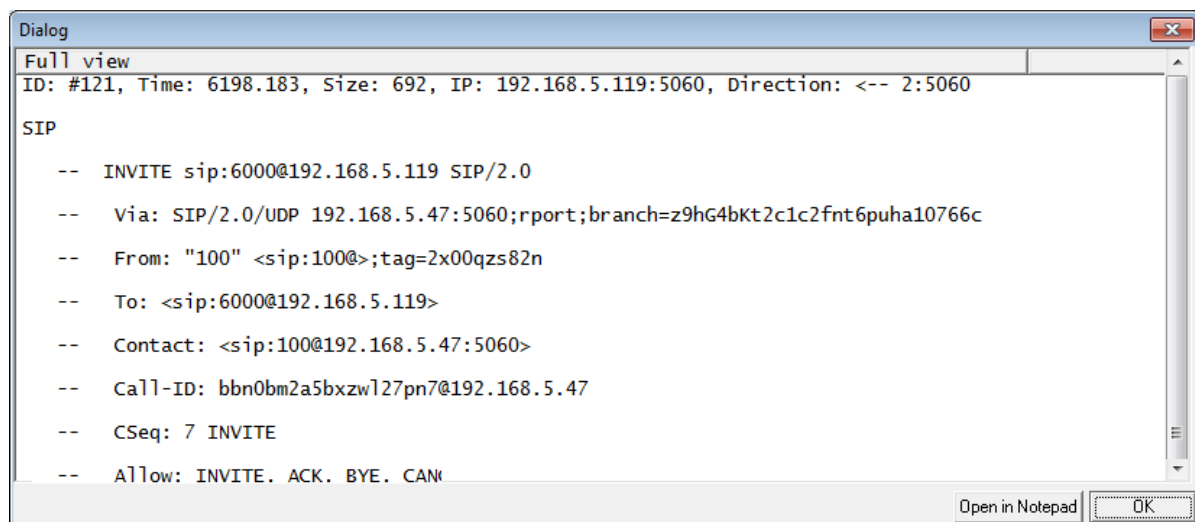 Dialog
Full view
ID: #121, Time: 6198.183, Size: 692, IP: 192.168.5.119:5060, Direction: <-- 2:5060
SIP
-- INVITE sip:6000@192.168.5.119 SIP/2.0
-- Via: SIP/2.0/UDP 192.168.5.47:5060;rport;branch=z9hG4bKt2c1c2fnt6puha10766c
-- From: "100" <sip:100@>;tag=2x00qzs82n
-- To: <sip:6000@192.168.5.119>
-- Contact: <sip:100@192.168.5.47:5060>
-- Call-ID: bbn0bm2a5bxzwl27pn7@192.168.5.47
-- CSeq: 7 INVITE
-- Allow: INVITE, ACK, BYE, CAN
Open in Notepad OK